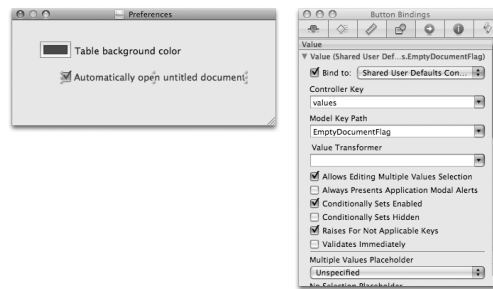 Preferences
Table background color
Automatically open untitled document
Button Bindings
Value
Value (Shared User Def...s.EmptyDocumentFlag)
Bind to: Shared User Defaults Con...
Controller Key
values
Model Key Path
EmptyDocumentFlag
Value Transformer
Allows Editing Multiple Values Selection
Always Presents Application Modal Alerts
Conditionally Sets Enabled
Conditionally Sets Hidden
Raises For Not Applicable Keys
Validates Immediately
Multiple Values Placeholder
Unspecified
No Selection Placeholder